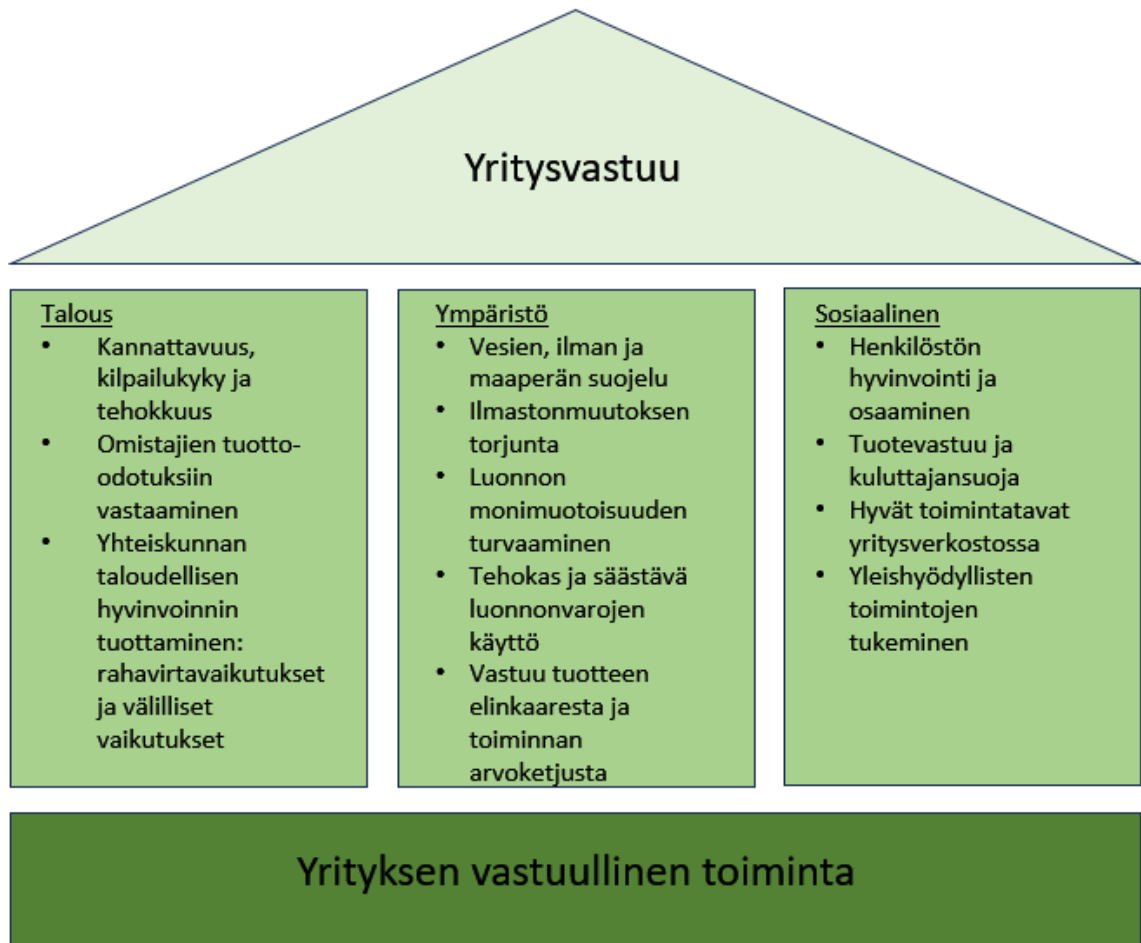 Yritysvastuu
Talous
• Kannattavuus,
kilpailukyky ja
tehokkuus
• Omistajien tuotto-
odotuksiin
vastaaminen
• Yhteiskunnan
taloudellisen
hyvinvoinnin
tuottaminen:
rahavirtavaikutukset
ja välilliset
vaikutukset
Ympäristö
• Vesien, ilman ja
maaperän suojelu
• Ilmastonmuutoksen
torjunta
• Luonnon
monimuotoisuuden
turvaaminen
• Tehokas ja säästävä
luonnonvarojen
käyttö
• Vastuu tuotteen
elinkaaresta ja
toiminnan
arvoketjusta
Sosiaalinen
• Henkilöstön
hyvinvointi ja
osaaminen
• Tuotevastuu ja
kuluttajansuoja
• Hyvät toimintatavat
yritysverkostossa
• Yleishyödyllisten
toimintojen
tukeminen
Yrityksen vastuullinen toiminta